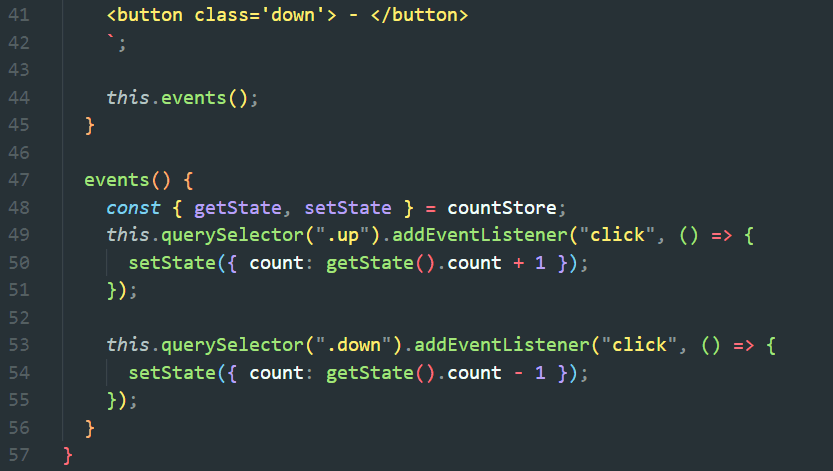 41 <button class='down'> - </button>
42 `;
43
44 this.events();
45 }
46
47 events() {
48 const { getState, setState } = countStore;
49 this.querySelector(".up").addEventListener("click", () => {
50 setState({ count: getState().count + 1 });
51 });
52
53 this.querySelector(".down").addEventListener("click", () => {
54 setState({ count: getState().count - 1 });
55 });
56 }
57 }